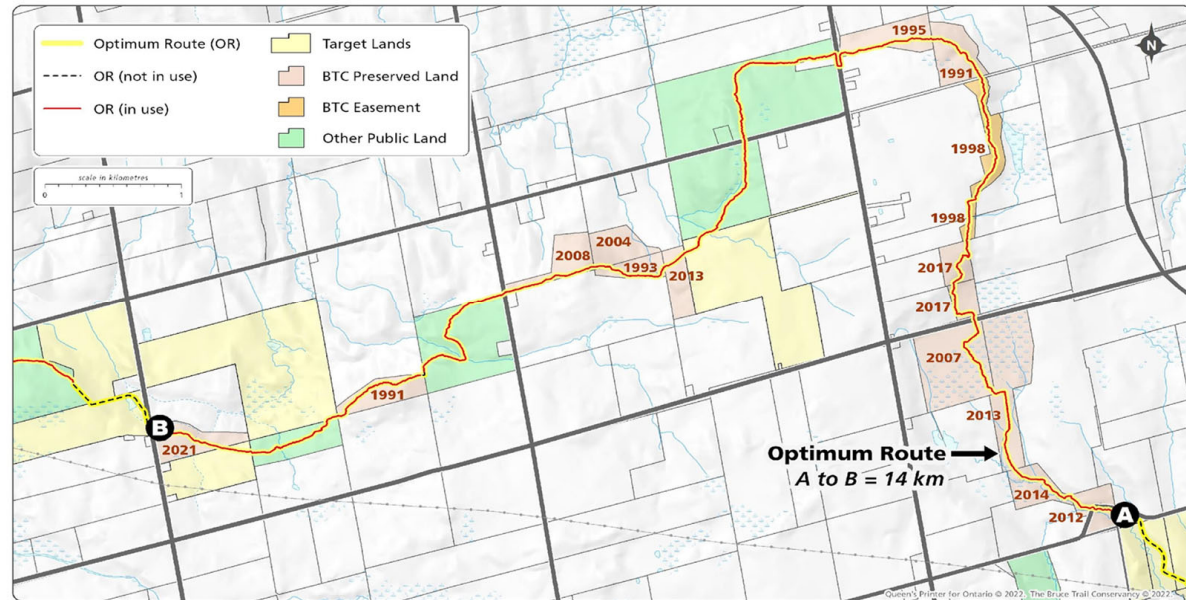 Optimum Route (OR)
OR (not in use)
OR (in use)
Target Lands
BTC Preserved Land
BTC Easement
Other Public Land
scale in kilometres
0 1
N
1995
1991
1998
1998
2017
2017
2007
2013
2014
2012
A
Optimum Route
A to B = 14 km
2004
2008
1993
2013
1991
B
2021
Queen's Printer for Ontario © 2022. The Bruce Trail Conservancy © 2022.